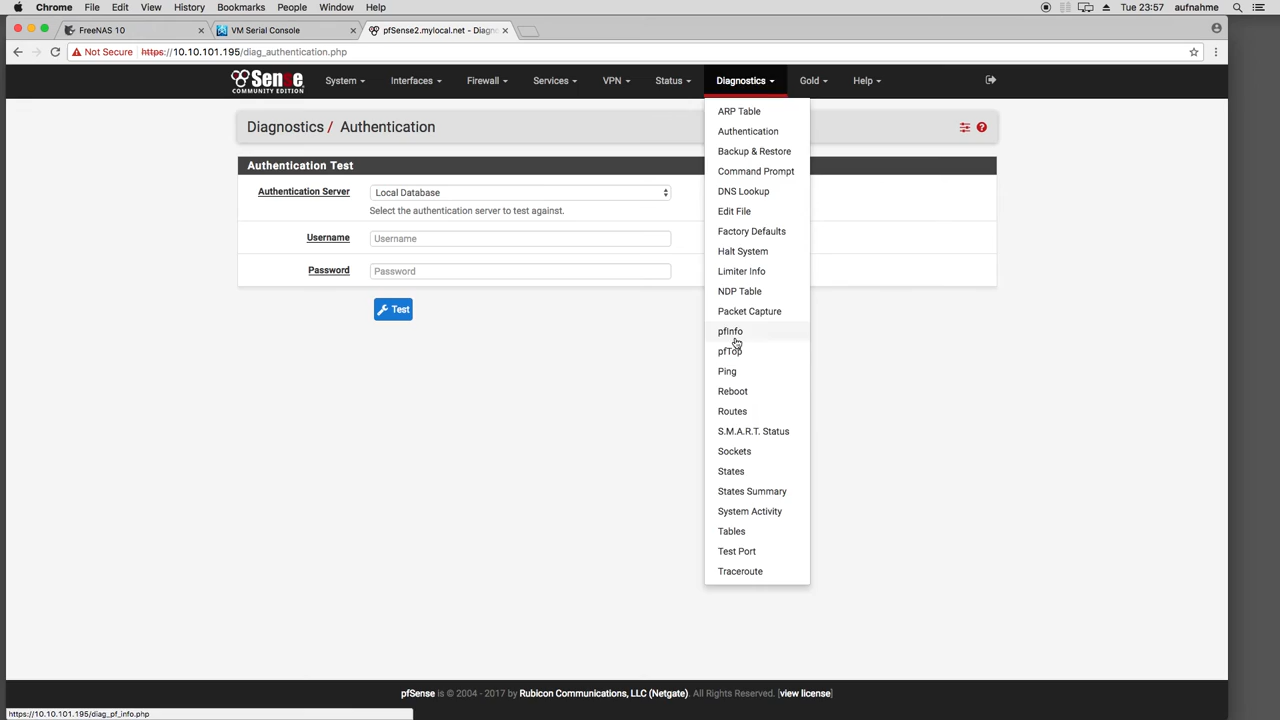 Chrome File Edit View History Bookmarks People Window Help Tue 23:57 aufnahme
FreeNAS 10 VM Serial Console pfSense2.mylocal.net - Diagno
Not Secure https://10.10.101.195/diag_authentication.php
Sense COMMUNITY EDITION System Interfaces Firewall Services VPN Status Diagnostics Gold Help
Diagnostics / Authentication
Authentication Test
Authentication Server Local Database
Select the authentication server to test against.
Username Username
Password Password
Test
ARP Table
Authentication
Backup & Restore
Command Prompt
DNS Lookup
Edit File
Factory Defaults
Halt System
Limiter Info
NDP Table
Packet Capture
pfInfo
pfTop
Ping
Reboot
Routes
S.M.A.R.T. Status
Sockets
States
States Summary
System Activity
Tables
Test Port
Traceroute
pfSense is © 2004 - 2017 by Rubicon Communications, LLC (Netgate). All Rights Reserved. [view license]
https://10.10.101.195/diag_pf_info.php